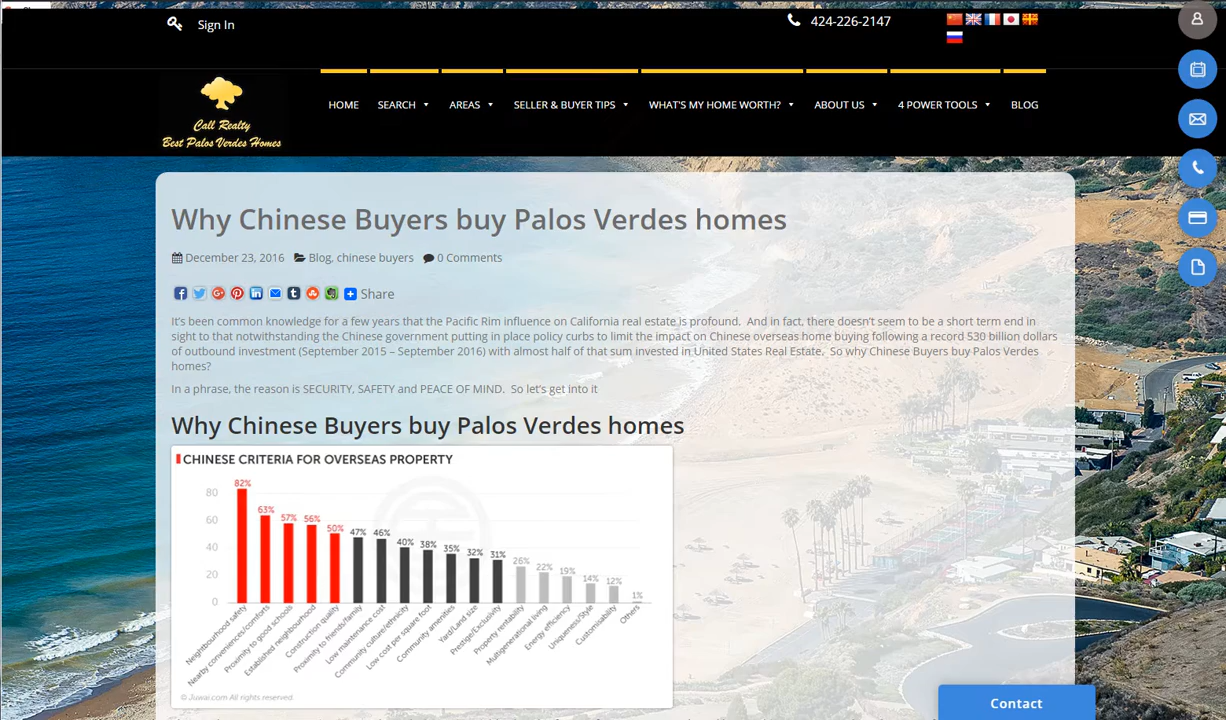 Sign In
424-226-2147
Call Realty
Best Palos Verdes Homes
HOME
SEARCH
AREAS
SELLER & BUYER TIPS
WHAT'S MY HOME WORTH?
ABOUT US
4 POWER TOOLS
BLOG
Why Chinese Buyers buy Palos Verdes homes
December 23, 2016 Blog, chinese buyers 0 Comments
Share
It's been common knowledge for a few years that the Pacific Rim influence on California real estate is profound. And in fact, there doesn't seem to be a short term end in
sight to that notwithstanding the Chinese government putting in place policy curbs to limit the impact on Chinese overseas home buying following a record 530 billion dollars
of outbound investment (September 2015 – September 2016) with almost half of that sum invested in United States Real Estate. So why Chinese Buyers buy Palos Verdes
homes?
In a phrase, the reason is SECURITY, SAFETY and PEACE OF MIND. So let's get into it
Why Chinese Buyers buy Palos Verdes homes
CHINESE CRITERIA FOR OVERSEAS PROPERTY
80
60
40
20
0
82%
63%
57%
56%
50%
47%
46%
40%
38%
35%
32%
31%
26%
22%
19%
14%
12%
1%
Neighbourhood safety
Nearby conveniences/comforts
Proximity to good schools
Established neighbourhood
Construction quality
Proximity to friends/family
Low maintenance cost
Community culture/ethnicity
Low cost per square foot
Community amenities
Yard/Land size
Prestige/Exclusivity
Property rentability
Multigenerational living
Energy efficiency
Uniqueness/Style
Customisability
Others
© Juwai.com All rights reserved.
Contact